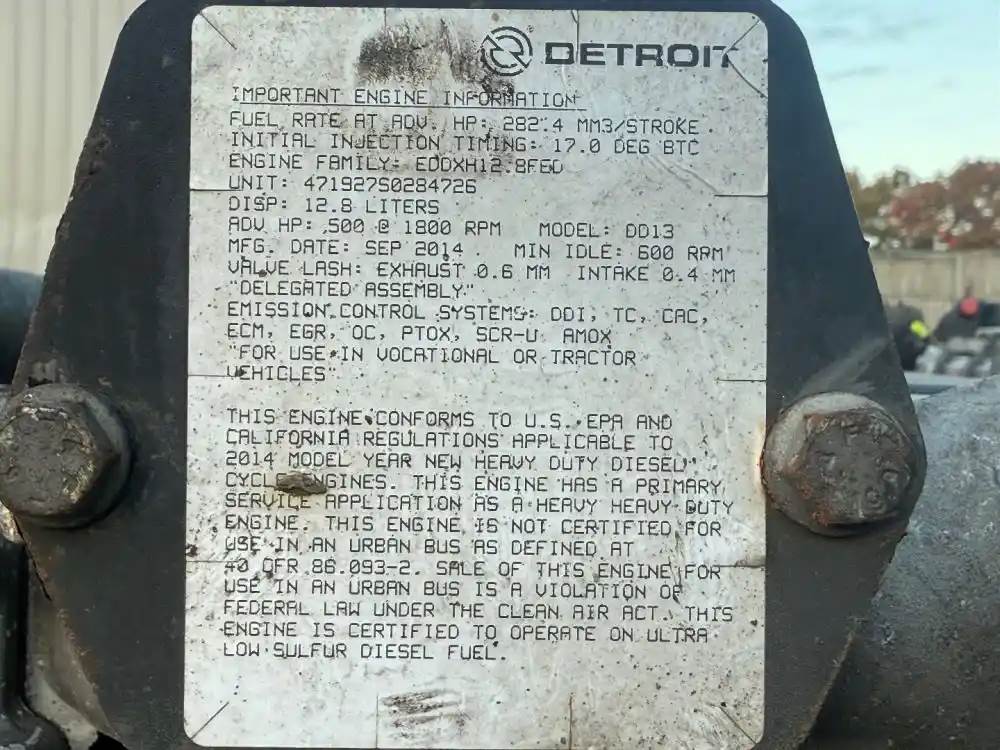 DETROIT
IMPORTANT ENGINE INFORMATION
FUEL RATE AT ADV. HP: 282.4 MM3/STROKE
INITIAL INJECTION TIMING: 17.0 DEG BTC
ENGINE FAMILY: EDDXH12.8FED
UNIT: 471927S0284726
DISP: 12.8 LITERS
ADV HP: 500 @ 1800 RPM MODEL: DD13
MFG. DATE: SEP 2014 MIN IDLE: 600 RPM
VALVE LASH: EXHAUST 0.6 MM INTAKE 0.4 MM
"DELEGATED ASSEMBLY"
EMISSION CONTROL SYSTEMS: DDI, TC, CAC,
ECM, EGR, OC, PTOX, SCR-U AMOX
"FOR USE IN VOCATIONAL OR TRACTOR
VEHICLES"
THIS ENGINE CONFORMS TO U.S. EPA AND
CALIFORNIA REGULATIONS APPLICABLE TO
2014 MODEL YEAR NEW HEAVY DUTY DIESEL
CYCLE ENGINES. THIS ENGINE HAS A PRIMARY
SERVICE APPLICATION AS A HEAVY HEAVY-DUTY
ENGINE. THIS ENGINE IS NOT CERTIFIED FOR
USE IN AN URBAN BUS AS DEFINED AT
40 CFR 86.093-2. SALE OF THIS ENGINE FOR
USE IN AN URBAN BUS IS A VIOLATION OF
FEDERAL LAW UNDER THE CLEAN AIR ACT. THIS
ENGINE IS CERTIFIED TO OPERATE ON ULTRA
LOW SULFUR DIESEL FUEL.